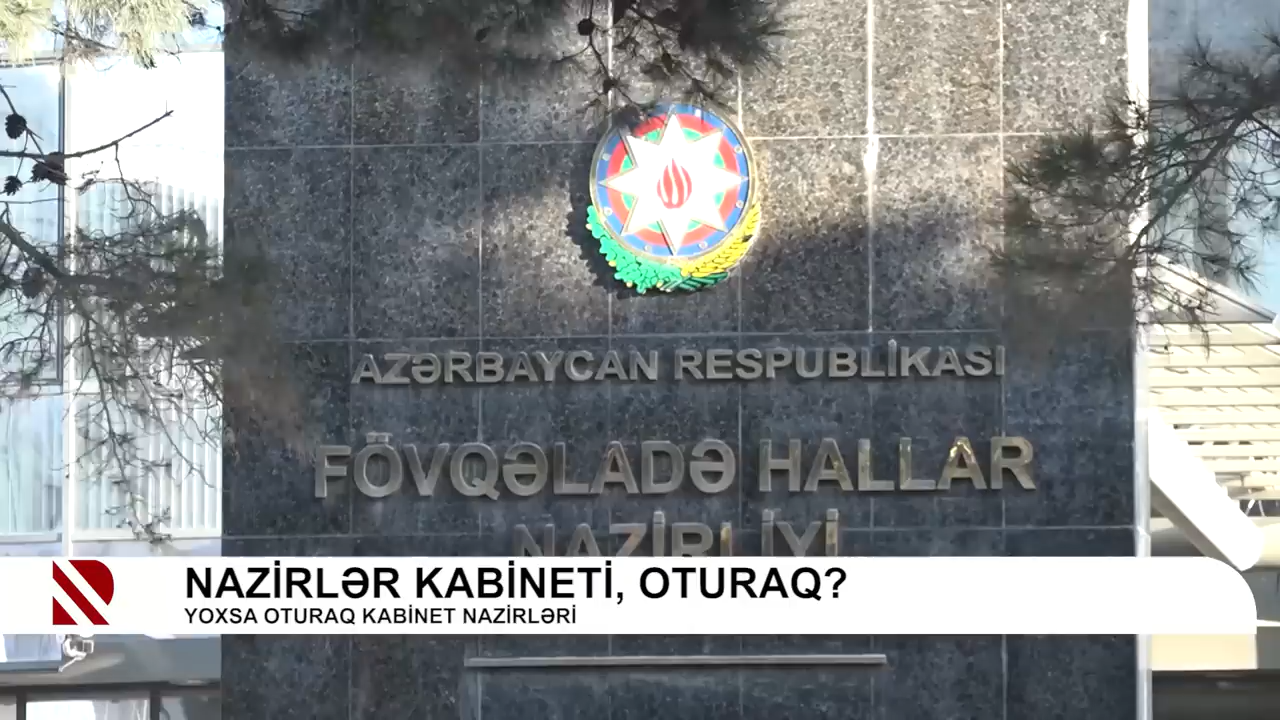 AZƏRBAYCAN RESPUBLİKASI
FÖVQƏLADƏ HALLAR
NAZİRLİYİ
NAZİRLƏR KABİNETİ, OTURAQ?
YOXSA OTURAQ KABİNET NAZİRLƏRİ